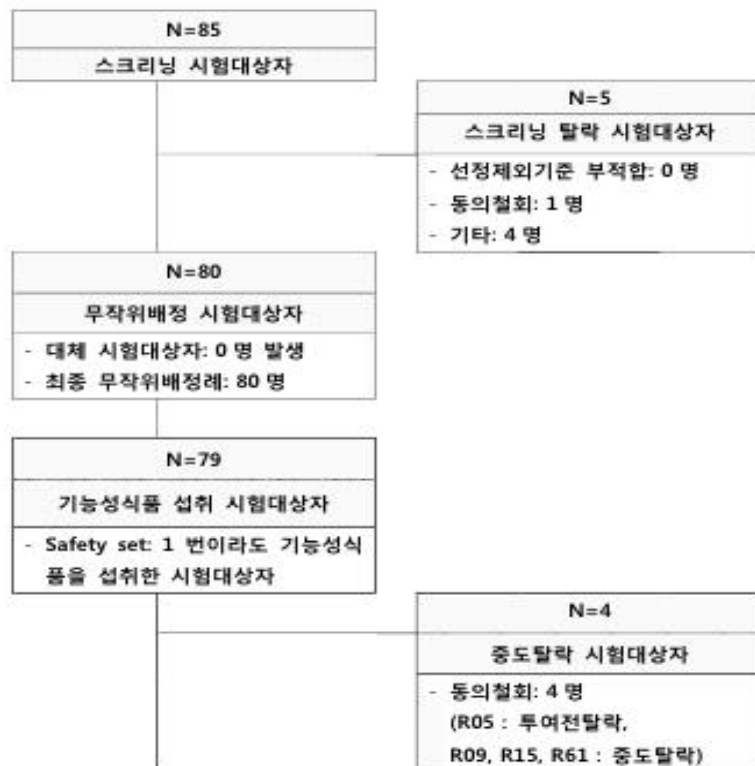 N=85
스크리닝 시험대상자
N=5
스크리닝 탈락 시험대상자
- 선정제외기준 부적합: 0 명
- 동의철회: 1 명
- 기타: 4 명
N=80
무작위배정 시험대상자
- 대체 시험대상자: 0 명 발생
- 최종 무작위배정례: 80 명
N=79
기능성식품 섭취 시험대상자
- Safety set: 1 번이라도 기능성식
품을 섭취한 시험대상자
N=4
중도탈락 시험대상자
- 동의철회: 4 명
(R05 : 투여전탈락,
R09, R15, R61 : 중도탈락)